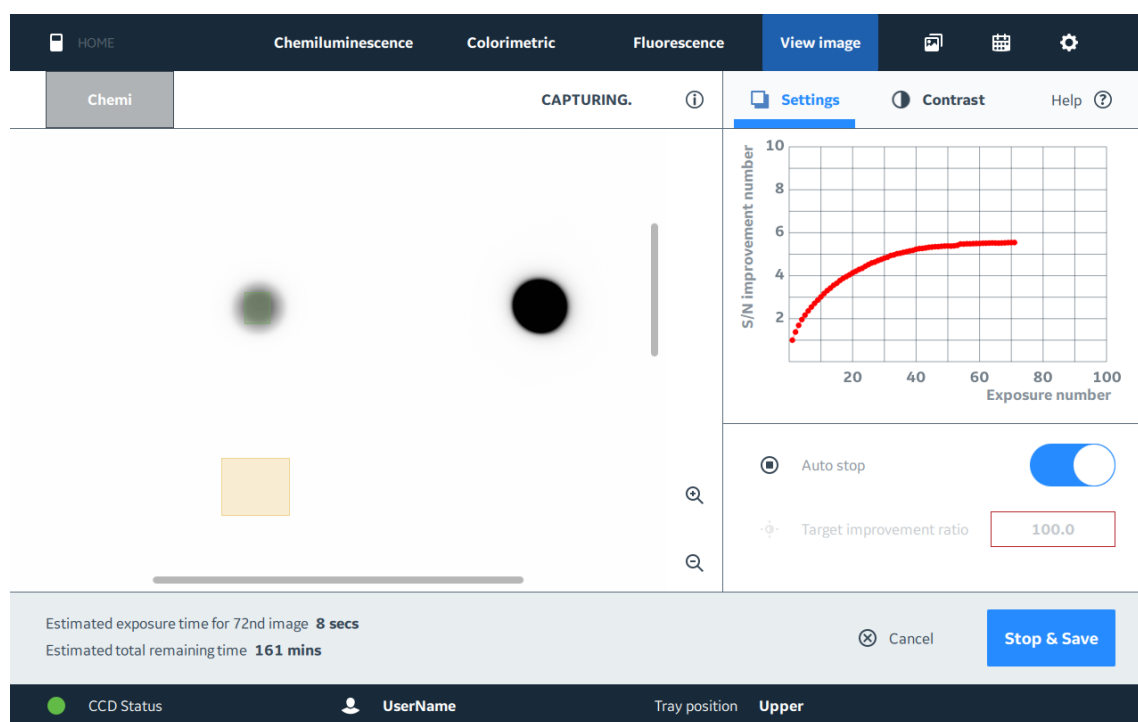 HOME
Chemiluminescence
Colorimetric
Fluorescence
View image
Chemi
CAPTURING.
Settings
Contrast
Help
S/N improvement number
10
8
6
4
2
20
40
60
80
100
Exposure number
Auto stop
Target improvement ratio
100.0
Estimated exposure time for 72nd image 8 secs
Estimated total remaining time 161 mins
Cancel
Stop & Save
CCD Status
UserName
Tray position Upper